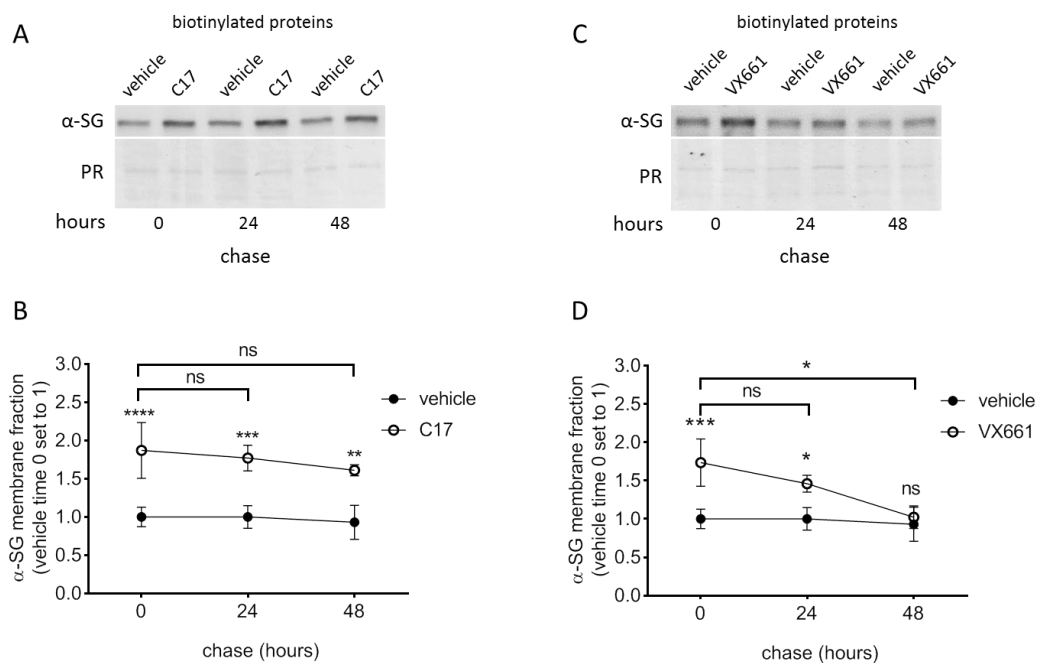 A
biotinylated proteins
vehicle
C17
vehicle
C17
vehicle
C17
α-SG
PR
hours
0
24
48
chase
C
biotinylated proteins
vehicle
VX661
vehicle
VX661
vehicle
VX661
α-SG
PR
hours
0
24
48
chase
B
α-SG membrane fraction
(vehicle time 0 set to 1)
3.0
2.5
2.0
1.5
1.0
0.5
0.0
ns
ns
****
***
**
vehicle
C17
0
24
48
chase (hours)
D
α-SG membrane fraction
(vehicle time 0 set to 1)
3.0
2.5
2.0
1.5
1.0
0.5
0.0
*
ns
***
*
ns
vehicle
VX661
0
24
48
chase (hours)